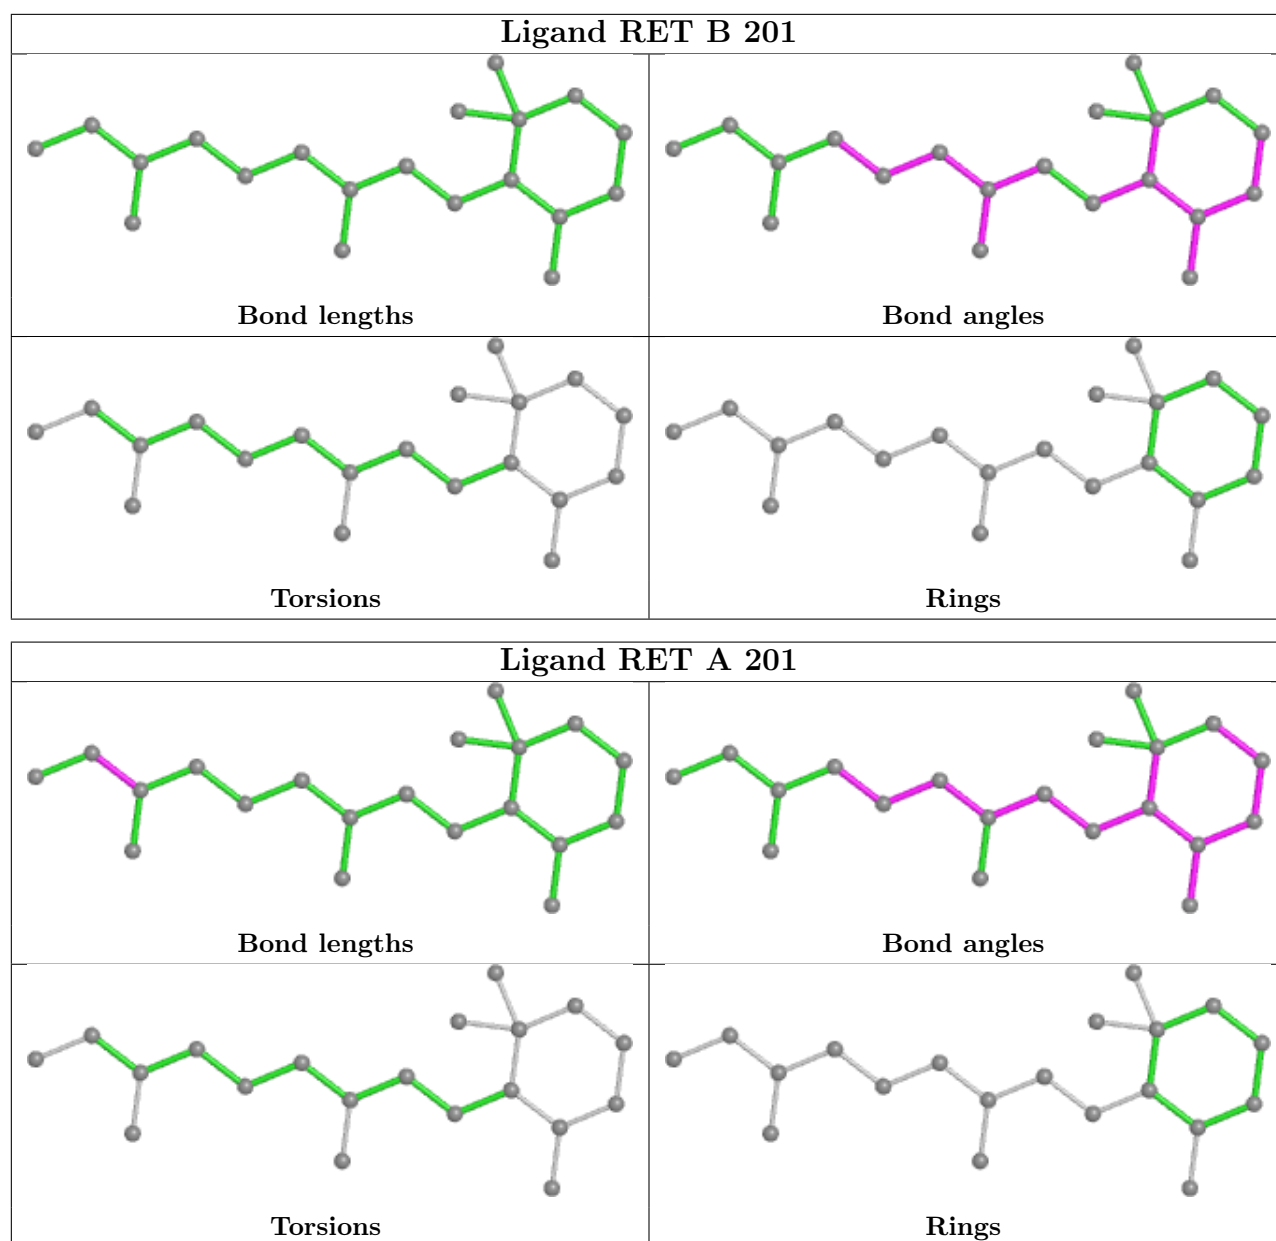 Ligand RET B 201
Bond lengths
Bond angles
Torsions
Rings
Ligand RET A 201
Bond lengths
Bond angles
Torsions
Rings